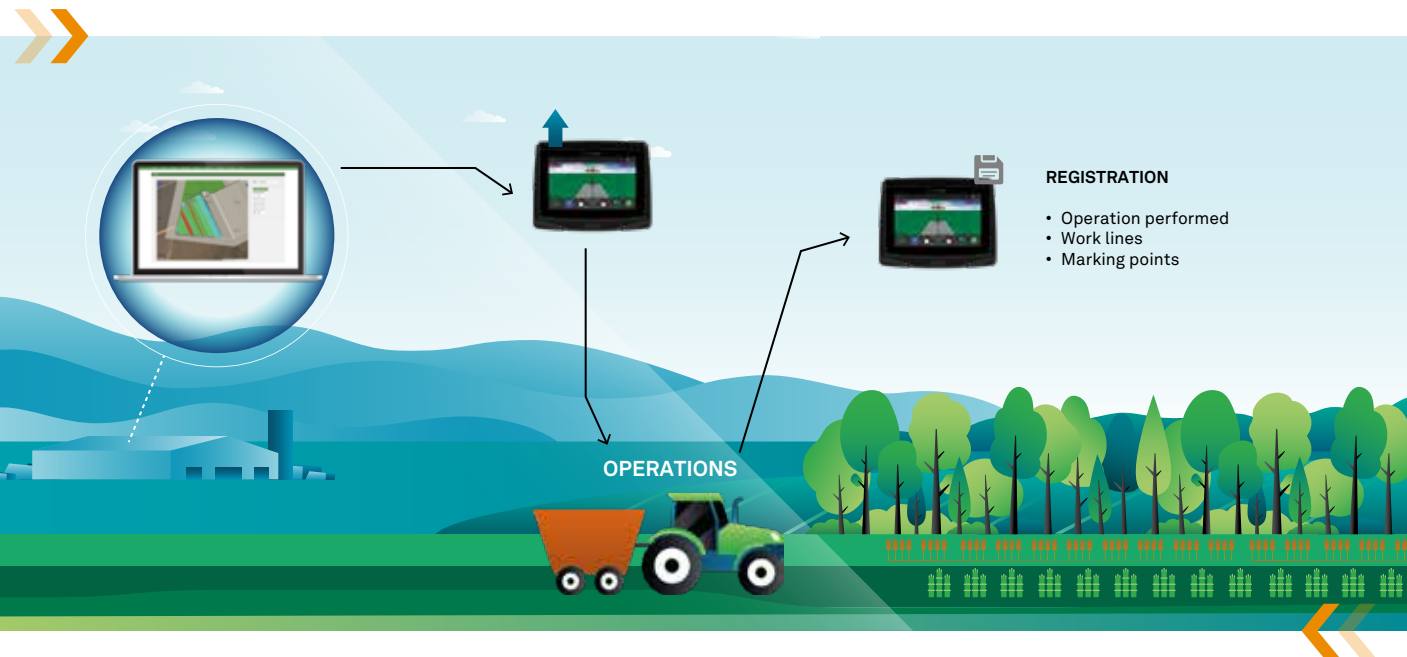 REGISTRATION
• Operation performed
• Work lines
• Marking points
OPERATIONS